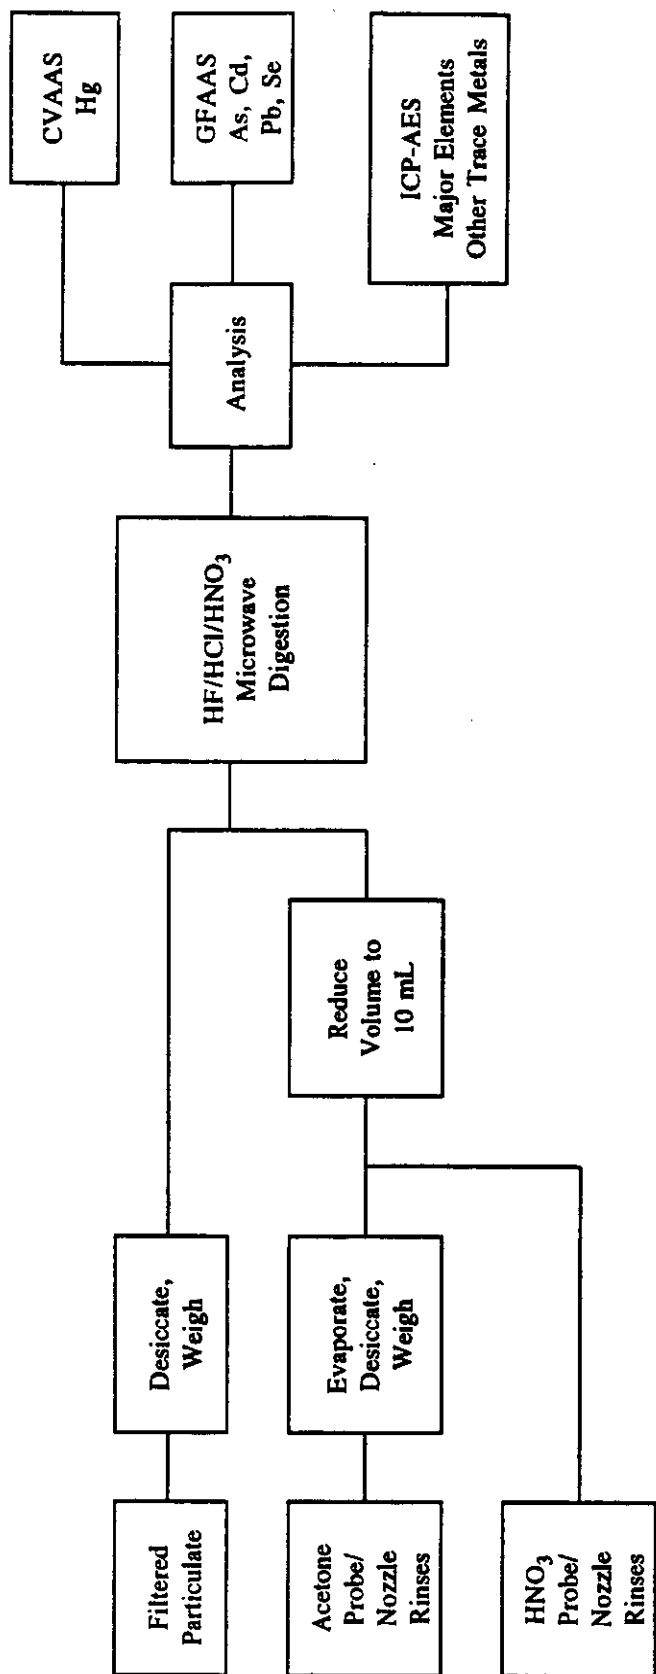 Filtered
Particulate
Desiccate,
Weigh
Acetone
Probe/
Nozzle
Rinses
Evaporate,
Desiccate,
Weigh
HNO₃
Probe/
Nozzle
Rinses
Reduce
Volume to
10 mL
HF/HCl/HNO₃
Microwave
Digestion
Analysis
CVAAS
Hg
GFAAS
As, Cd,
Pb, Se
ICP-AES
Major Elements
Other Trace Metals